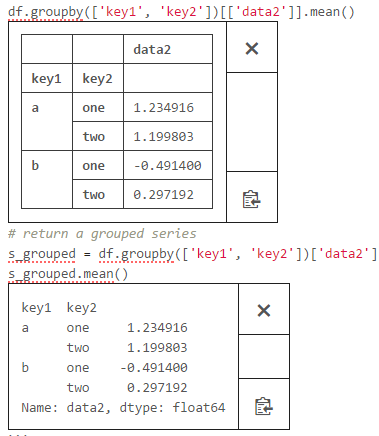 df.groupby(['key1', 'key2'])[['data2']].mean()
data2
key1 key2
a one 1.234916
two 1.199803
b one -0.491400
two 0.297192
# return a grouped series
s_grouped = df.groupby(['key1', 'key2'])['data2']
s_grouped.mean()
key1 key2
a one 1.234916
two 1.199803
b one -0.491400
two 0.297192
Name: data2, dtype: float64
...